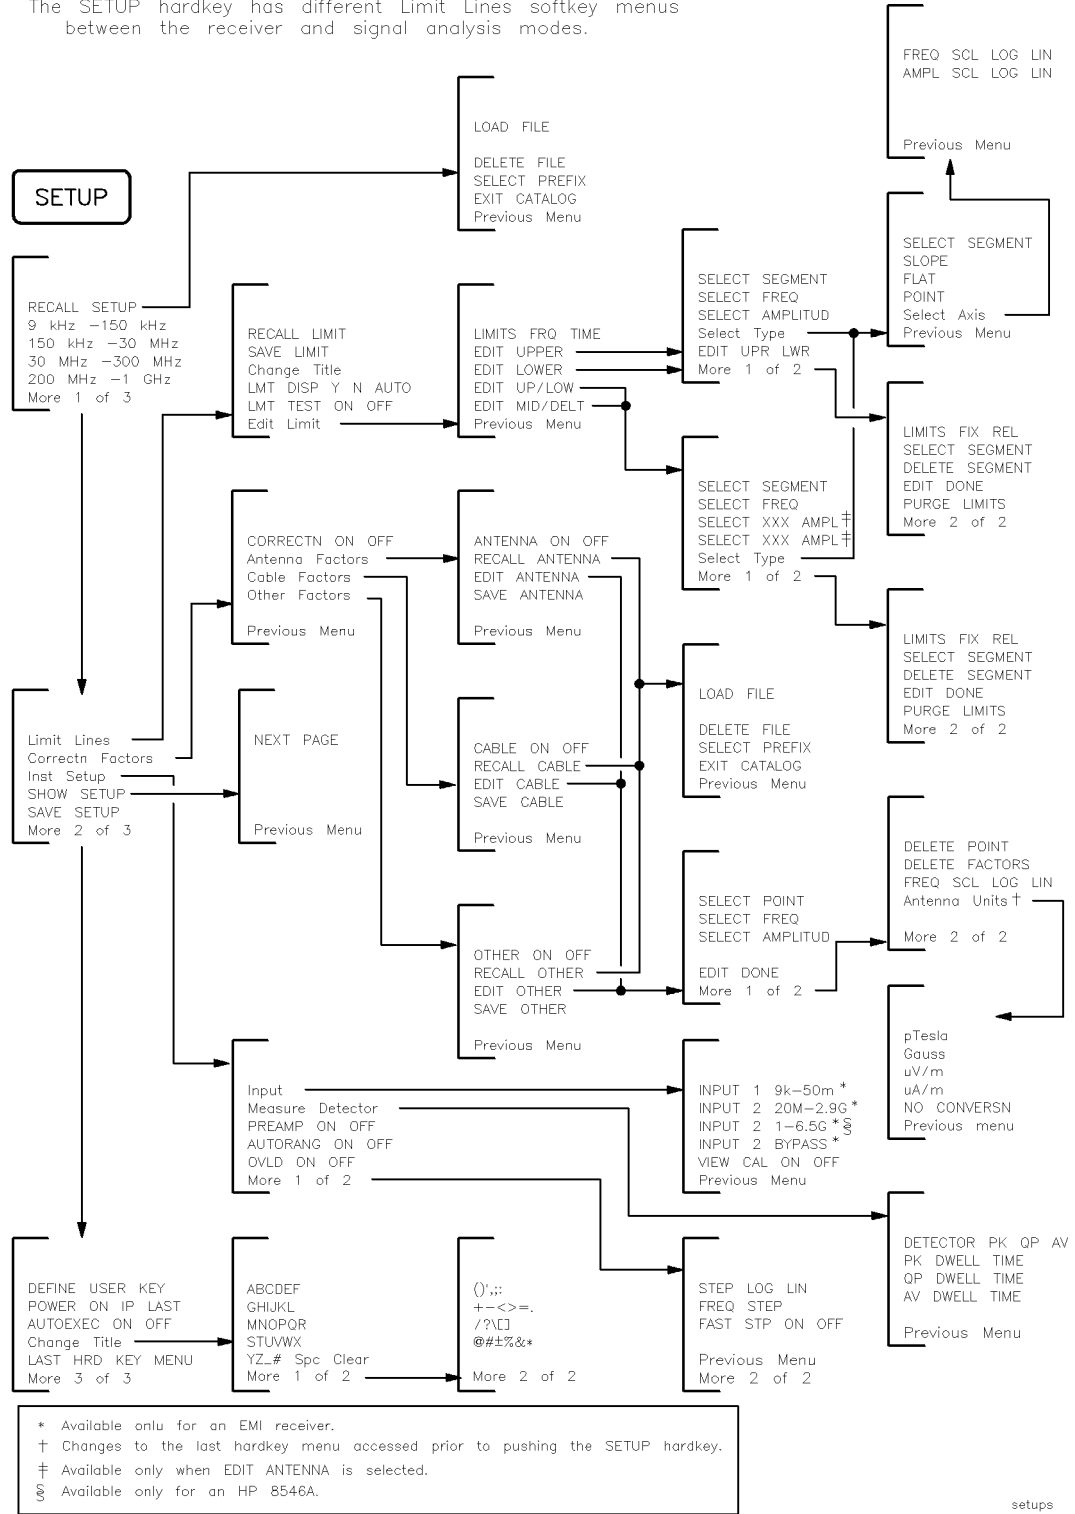 The SETUP hardkey has different Limit Lines softkey menus
between the receiver and signal analysis modes.
SETUP
RECALL SETUP
9 kHz –150 kHz
150 kHz –30 MHz
30 MHz –300 MHz
200 MHz –1 GHz
More 1 of 3
LOAD FILE
DELETE FILE
SELECT PREFIX
EXIT CATALOG
Previous Menu
RECALL LIMIT
SAVE LIMIT
Change Title
LMT DISP Y N AUTO
LMT TEST ON OFF
Edit Limit
LIMITS FRQ TIME
EDIT UPPER
EDIT LOWER
EDIT UP/LOW
EDIT MID/DELT
Previous Menu
SELECT SEGMENT
SELECT FREQ
SELECT AMPLITUD
Select Type
EDIT UPR LWR
More 1 of 2
FREQ SCL LOG LIN
AMPL SCL LOG LIN
Previous Menu
SELECT SEGMENT
SLOPE
FLAT
POINT
Select Axis
Previous Menu
LIMITS FIX REL
SELECT SEGMENT
DELETE SEGMENT
EDIT DONE
PURGE LIMITS
More 2 of 2
SELECT SEGMENT
SELECT FREQ
SELECT XXX AMPL‡
SELECT XXX AMPL‡
Select Type
More 1 of 2
LIMITS FIX REL
SELECT SEGMENT
DELETE SEGMENT
EDIT DONE
PURGE LIMITS
More 2 of 2
Limit Lines
Correctn Factors
Inst Setup
SHOW SETUP
SAVE SETUP
More 2 of 3
CORRECTN ON OFF
Antenna Factors
Cable Factors
Other Factors
Previous Menu
NEXT PAGE
Previous Menu
ANTENNA ON OFF
RECALL ANTENNA
EDIT ANTENNA
SAVE ANTENNA
Previous Menu
CABLE ON OFF
RECALL CABLE
EDIT CABLE
SAVE CABLE
Previous Menu
OTHER ON OFF
RECALL OTHER
EDIT OTHER
SAVE OTHER
Previous Menu
LOAD FILE
DELETE FILE
SELECT PREFIX
EXIT CATALOG
Previous Menu
SELECT POINT
SELECT FREQ
SELECT AMPLITUD
EDIT DONE
More 1 of 2
DELETE POINT
DELETE FACTORS
FREQ SCL LOG LIN
Antenna Units†
More 2 of 2
pTesla
Gauss
uV/m
uA/m
NO CONVERSN
Previous menu
Input
Measure Detector
PREAMP ON OFF
AUTORANG ON OFF
OVLD ON OFF
More 1 of 2
INPUT 1 9k–50m *
INPUT 2 20M–2.9G *
INPUT 2 1–6.5G *§
INPUT 2 BYPASS *
VIEW CAL ON OFF
Previous Menu
DETECTOR PK QP AV
PK DWELL TIME
QP DWELL TIME
AV DWELL TIME
Previous Menu
DEFINE USER KEY
POWER ON IP LAST
AUTOEXEC ON OFF
Change Title
LAST HRD KEY MENU
More 3 of 3
ABCDEF
GHIJKL
MNOPQR
STUVWX
YZ_# Spc Clear
More 1 of 2
()',;:
+–<>=.
/?\[]
@#±%&*
More 2 of 2
STEP LOG LIN
FREQ STEP
FAST STP ON OFF
Previous Menu
More 2 of 2
* Available onlu for an EMI receiver.
† Changes to the last hardkey menu accessed prior to pushing the SETUP hardkey.
‡ Available only when EDIT ANTENNA is selected.
§ Available only for an HP 8546A.
setups